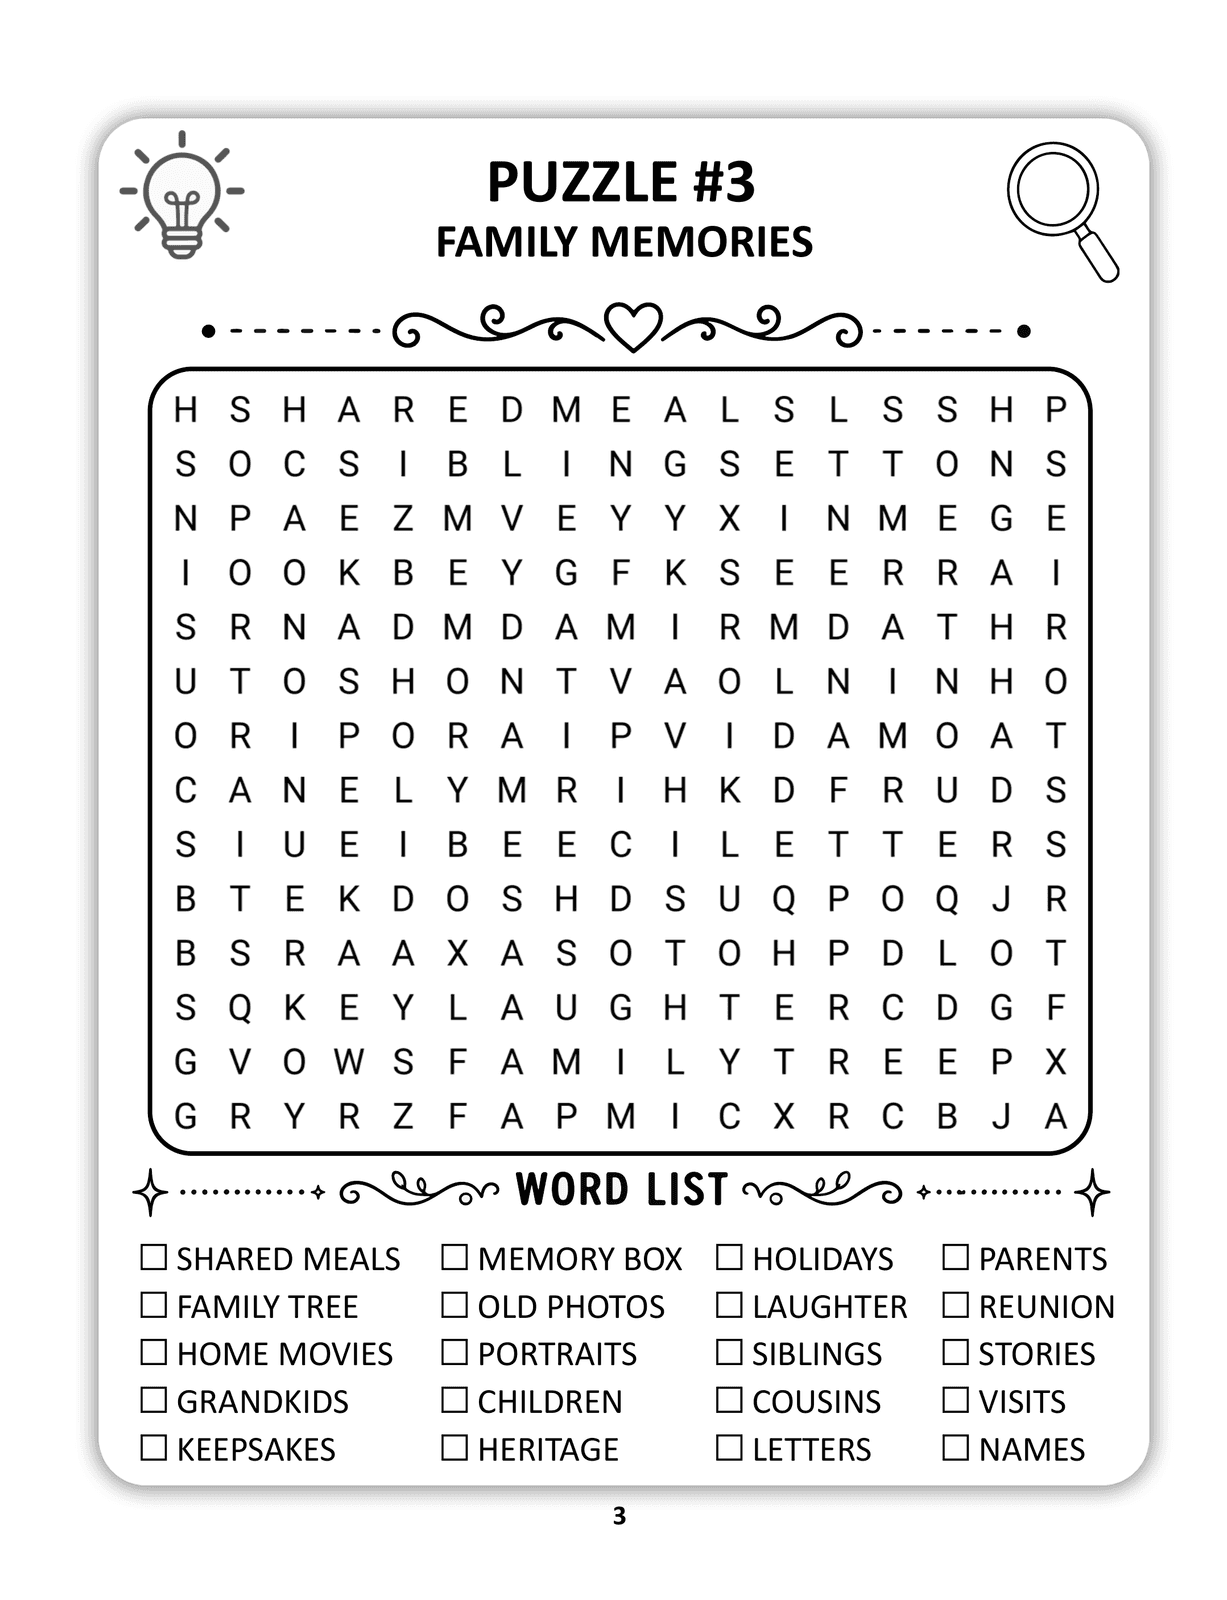 PUZZLE #3
FAMILY MEMORIES
H S H A R E D M E A L S L S S H P
S O C S I B L I N G S E T T O N S
N P A E Z M V E Y Y X I N M E G E
I O O K B E Y G F K S E E R R A I
S R N A D M D A M I R M D A T H R
U T O S H O N T V A O L N I N H O
O R I P O R A I P V I D A M O A T
C A N E L Y M R I H K D F R U D S
S I U E I B E E C I L E T T E R S
B T E K D O S H D S U Q P O Q J R
B S R A A X A S O T O H P D L O T
S Q K E Y L A U G H T E R C D G F
G V O W S F A M I L Y T R E E P X
G R Y R Z F A P M I C X R C B J A
WORD LIST
SHARED MEALS MEMORY BOX HOLIDAYS PARENTS
FAMILY TREE OLD PHOTOS LAUGHTER REUNION
HOME MOVIES PORTRAITS SIBLINGS STORIES
GRANDKIDS CHILDREN COUSINS VISITS
KEEPSAKES HERITAGE LETTERS NAMES
3